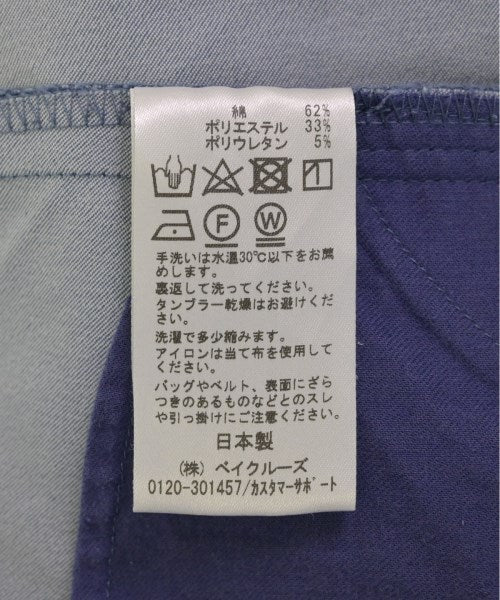 綿 62%
ポリエステル 33%
ポリウレタン 5%
F W
手洗いは水温30℃以下をお薦
めします。
裏返して洗ってください。
タンブラー乾燥はお避けくださ
い。
洗濯で多少縮みます。
アイロンは当て布を使用して
ください。
バッグやベルト、表面にざら
つきのあるものなどとのスレ
や引っ掛けにご注意ください。
日本製
(株) ベイクルーズ
0120-301457/カスタマーサポート